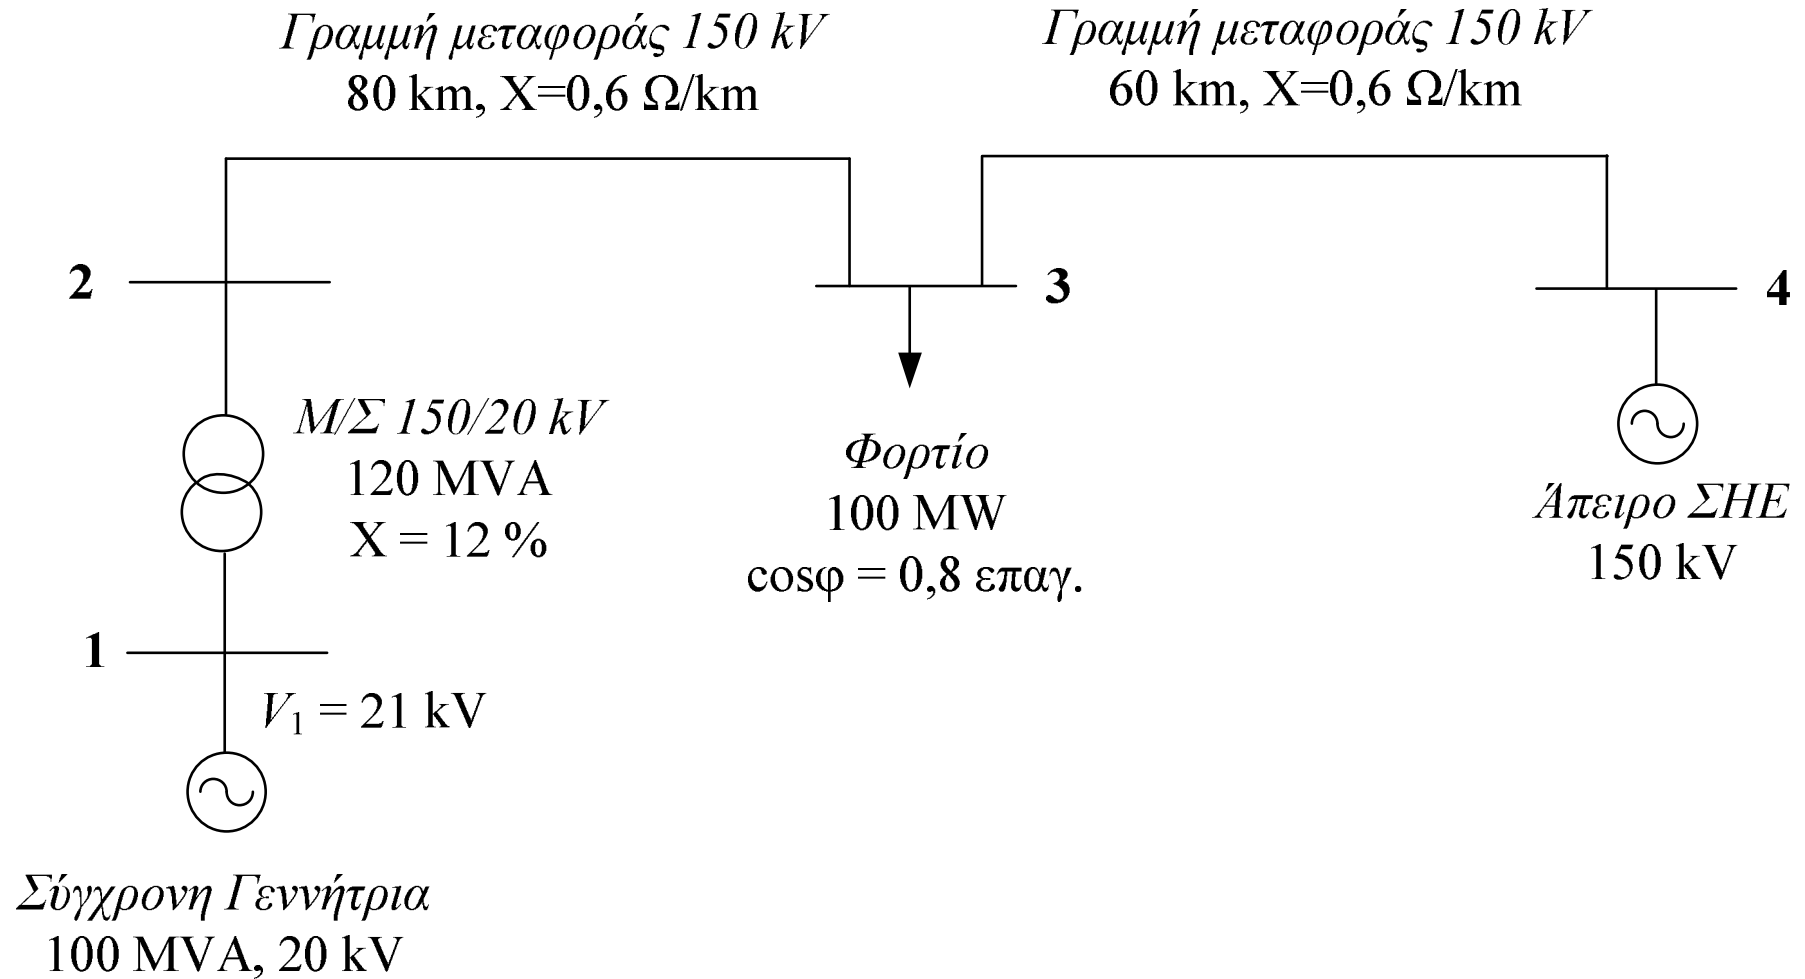 Γραμμή μεταφοράς 150 kV
80 km, X=0,6 Ω/km
Γραμμή μεταφοράς 150 kV
60 km, X=0,6 Ω/km
2
3
4
Μ/Σ 150/20 kV
120 MVA
X = 12 %
Φορτίο
100 MW
cosφ = 0,8 επαγ.
Άπειρο ΣΗΕ
150 kV
1
V1 = 21 kV
Σύγχρονη Γεννήτρια
100 MVA, 20 kV